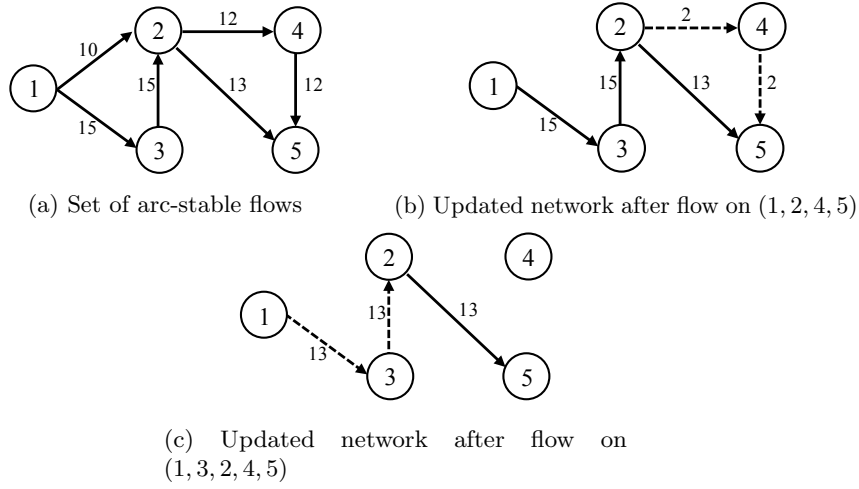 2 12 4
10
1 15 13 12
15
3 5
(a) Set of arc-stable flows
2 2 4
1 15 13 2
15
3 5
(b) Updated network after flow on (1, 2, 4, 5)
2 4
1 13 13
13
3 5
(c) Updated network after flow on
(1, 3, 2, 4, 5)